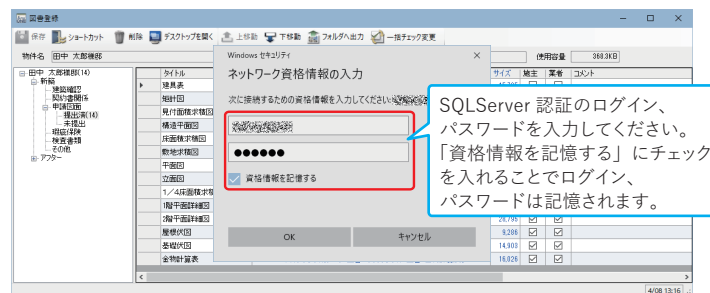 図書登録
保存 ショートカット 削除 デスクトップを開く 上移動 下移動 フォルダへ出力 一括チェック変更
物件名 田中 太郎様邸 使用容量 368.9KB
田中 太郎様邸(14)
新築
建築確認
契約書関係
申請図面
提出済(14)
未提出
瑕疵保険
検査書類
その他
アフター
タイトル サイズ 施主 業者 コメント
建具表
矩計図
見付面積求積図
構造平面図
床面積求積図
敷地求積図
平面図
立面図
1/4床面積求積
1階平面詳細図
2階平面詳細図 28,795
屋根伏図 9,286
基礎伏図 14,903
金物計算表 16,826
Windows セキュリティ
ネットワーク資格情報の入力
次に接続するための資格情報を入力してください:
●●●●●●
資格情報を記憶する
OK キャンセル
SQLServer 認証のログイン、
パスワードを入力してください。
「資格情報を記憶する」にチェック
を入れることでログイン、
パスワードは記憶されます。
4/08 13:16